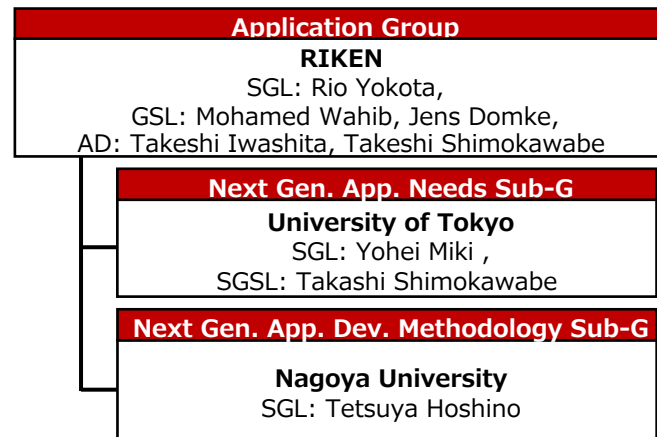 Application Group
RIKEN
SGL: Rio Yokota,
GSL: Mohamed Wahib, Jens Domke,
AD: Takeshi Iwashita, Takeshi Shimokawabe
Next Gen. App. Needs Sub-G
University of Tokyo
SGL: Yohei Miki ,
SGSL: Takashi Shimokawabe
Next Gen. App. Dev. Methodology Sub-G
Nagoya University
SGL: Tetsuya Hoshino